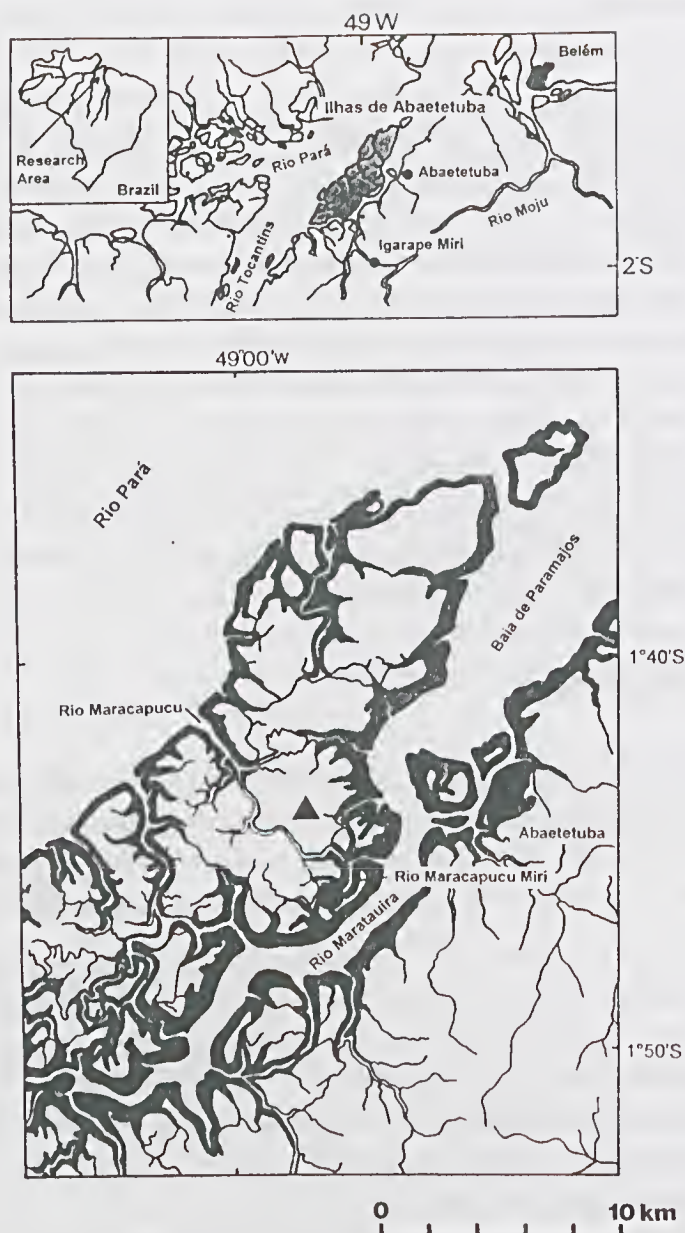 49 W
Belém
Ilhas de Abaetetuba
Research
Area
Brazil
Rio Pará
Abaetetuba
Rio Moju
Igarape Miri
Rio Tocantins
2°S
49°00'W
Rio Pará
Baia de Paramajos
1°40'S
Rio Maracapucu
Abaetetuba
Rio Maracapucu Miri
Rio Maratauira
1°50'S
0 10 km